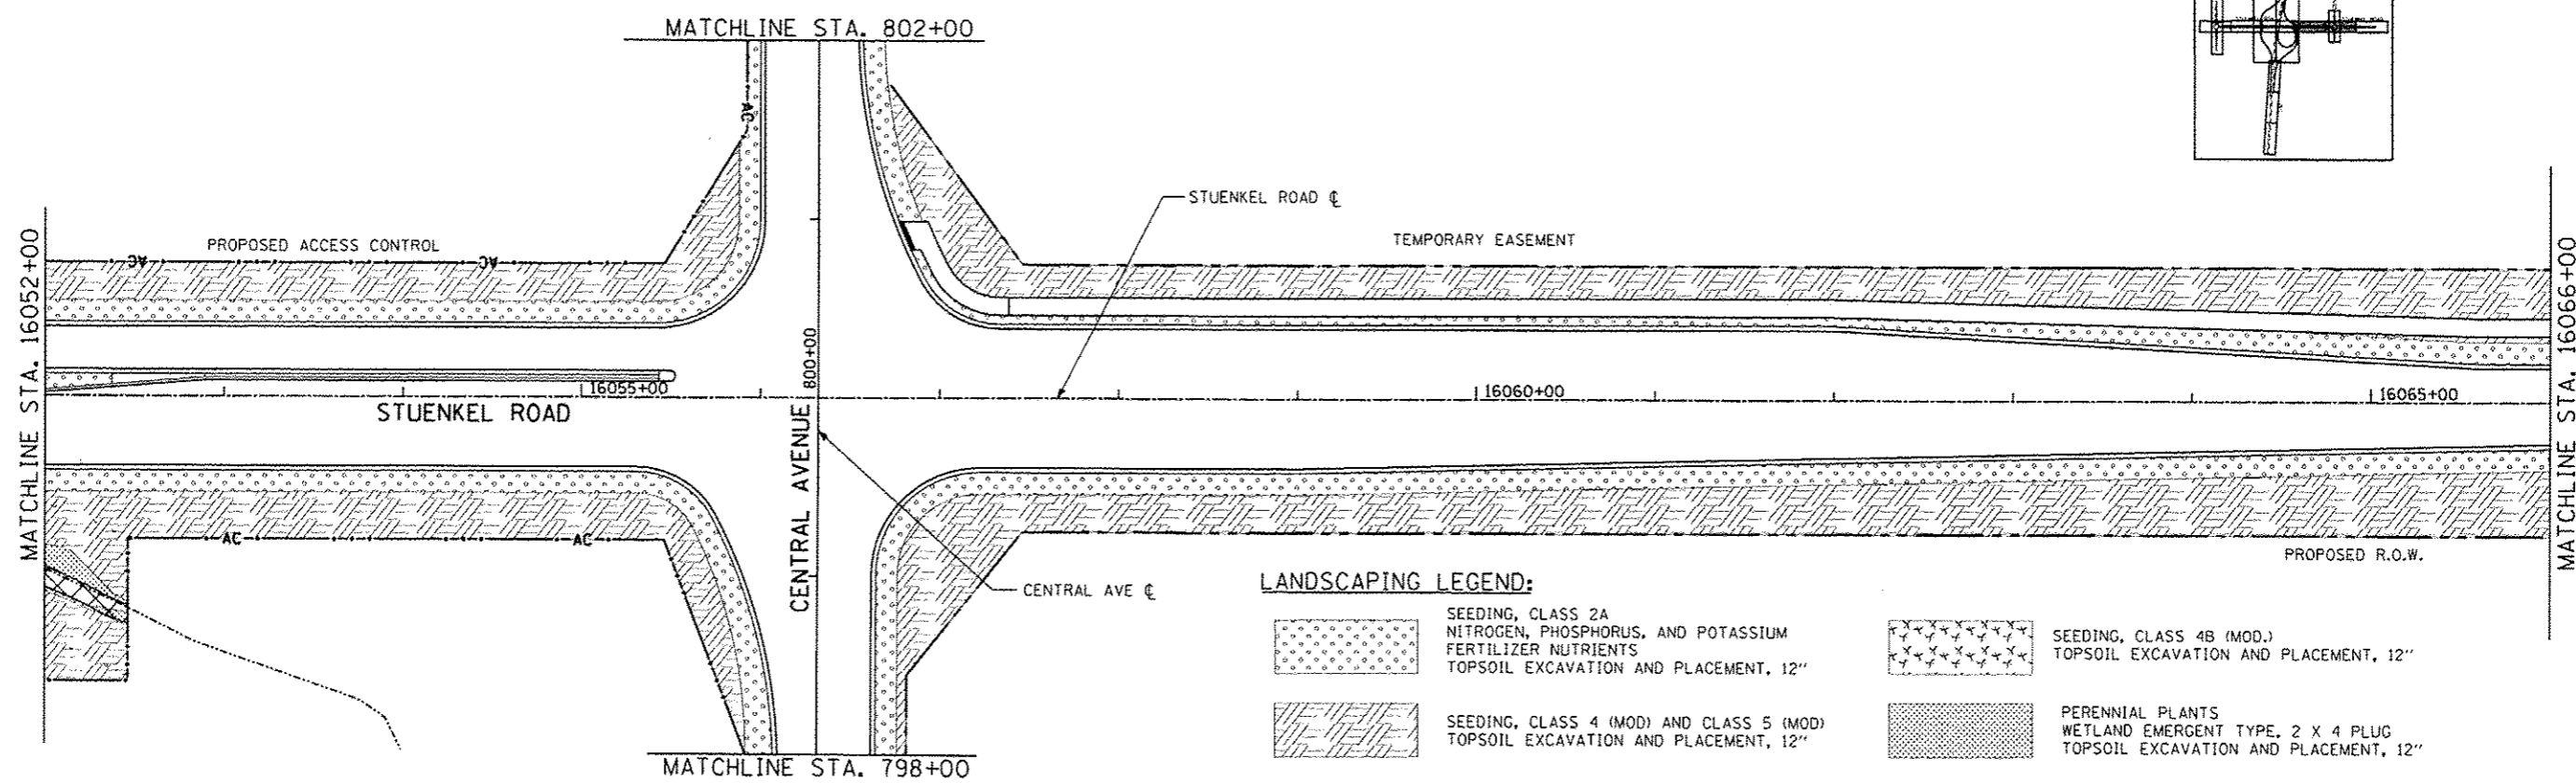 MATCHLINE STA. 802+00
AC
STUENKEL ROAD ℄
PROPOSED ACCESS CONTROL
TEMPORARY EASEMENT
AC
AC
MATCHLINE STA. 16052+00
MATCHLINE STA. 16066+00
800+00
16055+00
16060+00
16065+00
STUENKEL ROAD
CENTRAL AVENUE
AC
AC
PROPOSED R.O.W.
CENTRAL AVE ℄
LANDSCAPING LEGEND:
SEEDING, CLASS 2A
NITROGEN, PHOSPHORUS, AND POTASSIUM
FERTILIZER NUTRIENTS
TOPSOIL EXCAVATION AND PLACEMENT, 12"
SEEDING, CLASS 4B (MOD.)
TOPSOIL EXCAVATION AND PLACEMENT, 12"
SEEDING, CLASS 4 (MOD) AND CLASS 5 (MOD)
TOPSOIL EXCAVATION AND PLACEMENT, 12"
PERENNIAL PLANTS
WETLAND EMERGENT TYPE, 2 X 4 PLUG
TOPSOIL EXCAVATION AND PLACEMENT, 12"
MATCHLINE STA. 798+00